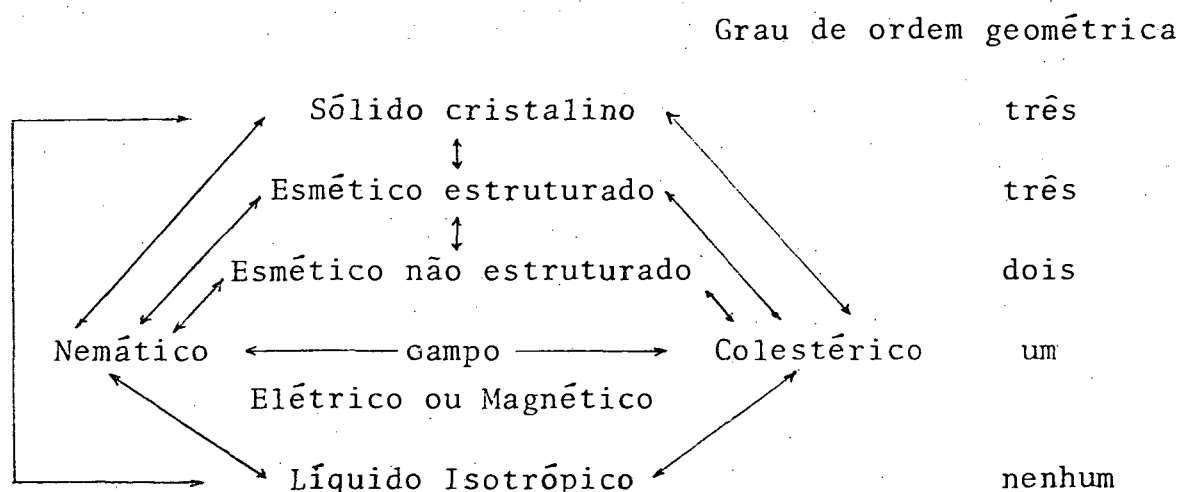 Grau de ordem geométrica
Sólido cristalino três
Esmético estruturado três
Esmético não estruturado dois
Nemático Campo Colestérico um
Elétrico ou Magnético
Líquido Isotrópico nenhum